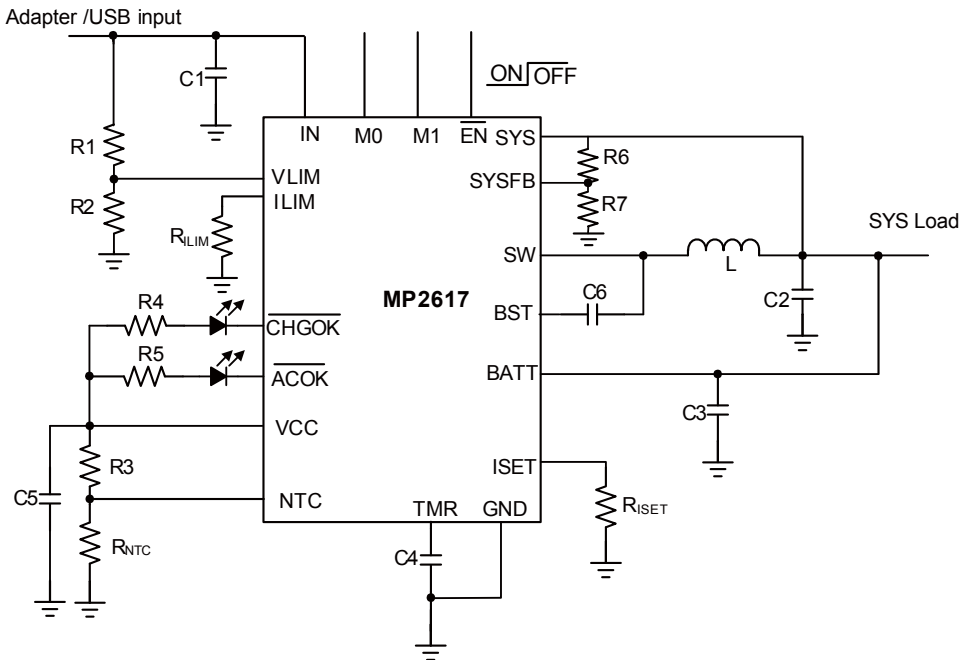 Adapter /USB input
C1
ON OFF
IN
M0
M1
EN
SYS
R1
R6
VLIM
SYSFB
ILIM
R2
R7
RILIM
SYS Load
SW
L
MP2617
C6
C2
R4
BST
CHGOK
R5
ACOK
BATT
C3
VCC
R3
ISET
C5
NTC
TMR
GND
RISET
RNTC
C4